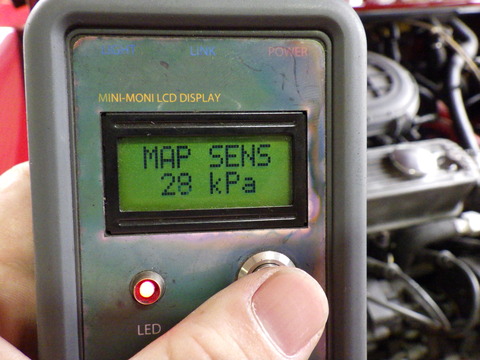 LINK
POWER
MINI-MONI LCD DISPLAY
MAP SENS
28 kPa
LED